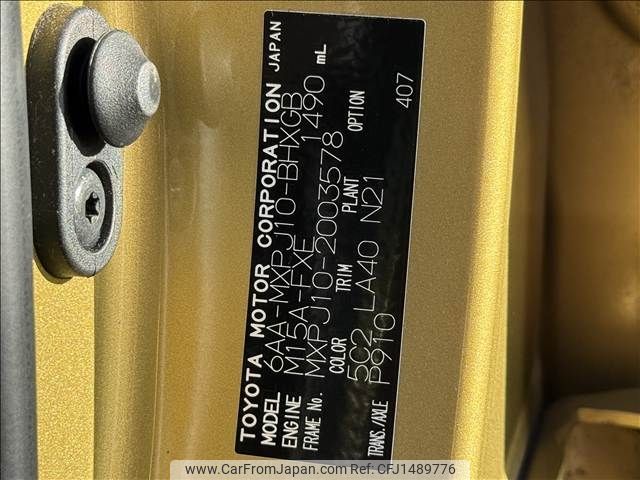 TOYOTA MOTOR CORPORATION JAPAN
MODEL 6AA-MXPJ10-BHXGB
ENGINE M15A-FXE 1490 mL
FRAME No. MXPJ10-2003578
COLOR TRIM PLANT OPTION
5C2 LA40 N21
TRANS./AXLE P910 407
www.CarFromJapan.com - CFJ1489776